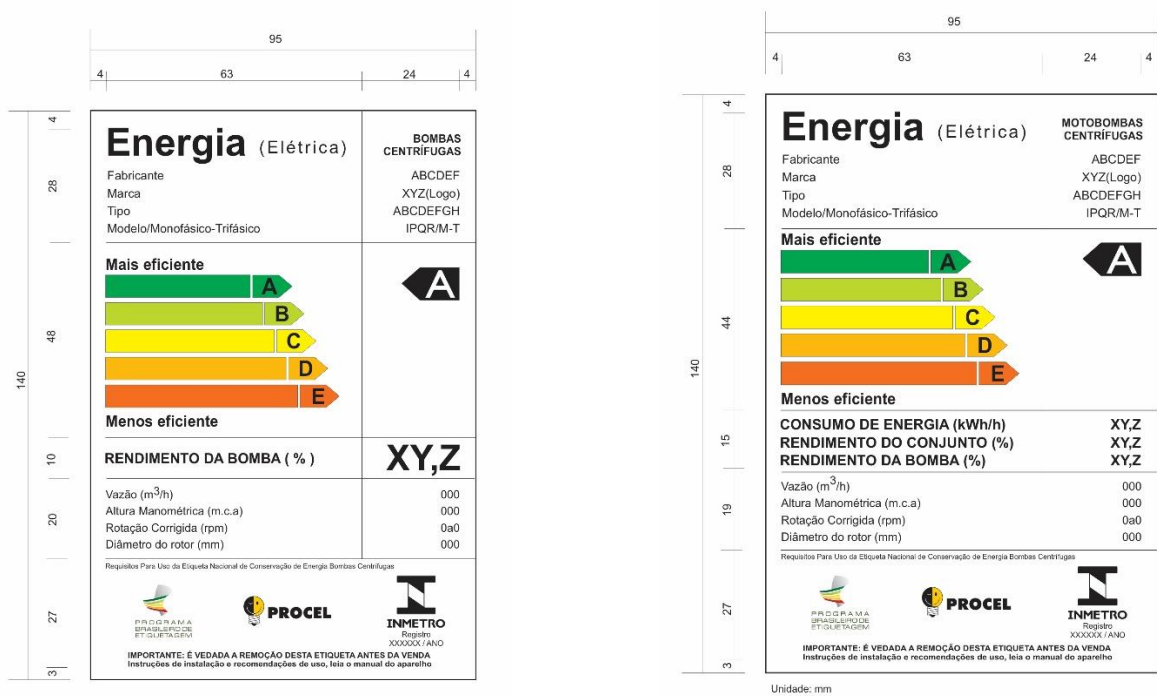 95
4 63 24 4
4
28
48
140
10
20
27
3
Energia (Elétrica)
BOMBAS
CENTRÍFUGAS
Fabricante ABCDEF
Marca XYZ(Logo)
Tipo ABCDEFGH
Modelo/Monofásico-Trifásico IPQR/M-T
Mais eficiente
A A
B
C
D
E
Menos eficiente
RENDIMENTO DA BOMBA ( % ) XY,Z
Vazão (m³/h) 000
Altura Manométrica (m.c.a) 000
Rotação Corrigida (rpm) 0a0
Diâmetro do rotor (mm) 000
Requisitos Para Uso da Etiqueta Nacional de Conservação de Energia Bombas Centrífugas
PROGRAMA
BRASILEIRO DE
ETIQUETAGEM
PROCEL
INMETRO
Registro
XXXXXX / ANO
IMPORTANTE: É VEDADA A REMOÇÃO DESTA ETIQUETA ANTES DA VENDA
Instruções de instalação e recomendações de uso, leia o manual do aparelho
95
4 63 24 4
4
28
44
140
15
19
27
3
Energia (Elétrica)
MOTOBOMBAS
CENTRÍFUGAS
Fabricante ABCDEF
Marca XYZ(Logo)
Tipo ABCDEFGH
Modelo/Monofásico-Trifásico IPQR/M-T
Mais eficiente
A A
B
C
D
E
Menos eficiente
CONSUMO DE ENERGIA (kWh/h) XY,Z
RENDIMENTO DO CONJUNTO (%) XY,Z
RENDIMENTO DA BOMBA (%) XY,Z
Vazão (m³/h) 000
Altura Manométrica (m.c.a) 000
Rotação Corrigida (rpm) 0a0
Diâmetro do rotor (mm) 000
Requisitos Para Uso da Etiqueta Nacional de Conservação de Energia Bombas Centrífugas
PROGRAMA
BRASILEIRO DE
ETIQUETAGEM
PROCEL
INMETRO
Registro
XXXXXX / ANO
IMPORTANTE: É VEDADA A REMOÇÃO DESTA ETIQUETA ANTES DA VENDA
Instruções de instalação e recomendações de uso, leia o manual do aparelho
Unidade: mm